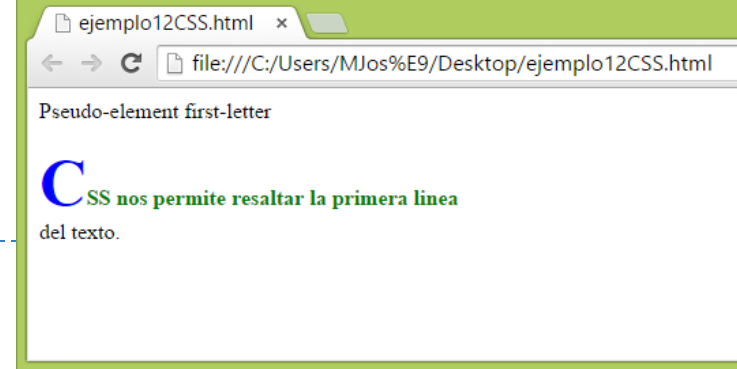 ejemplo12CSS.html ×
file:///C:/Users/MJos%E9/Desktop/ejemplo12CSS.html
Pseudo-element first-letter
CSS nos permite resaltar la primera linea
del texto.